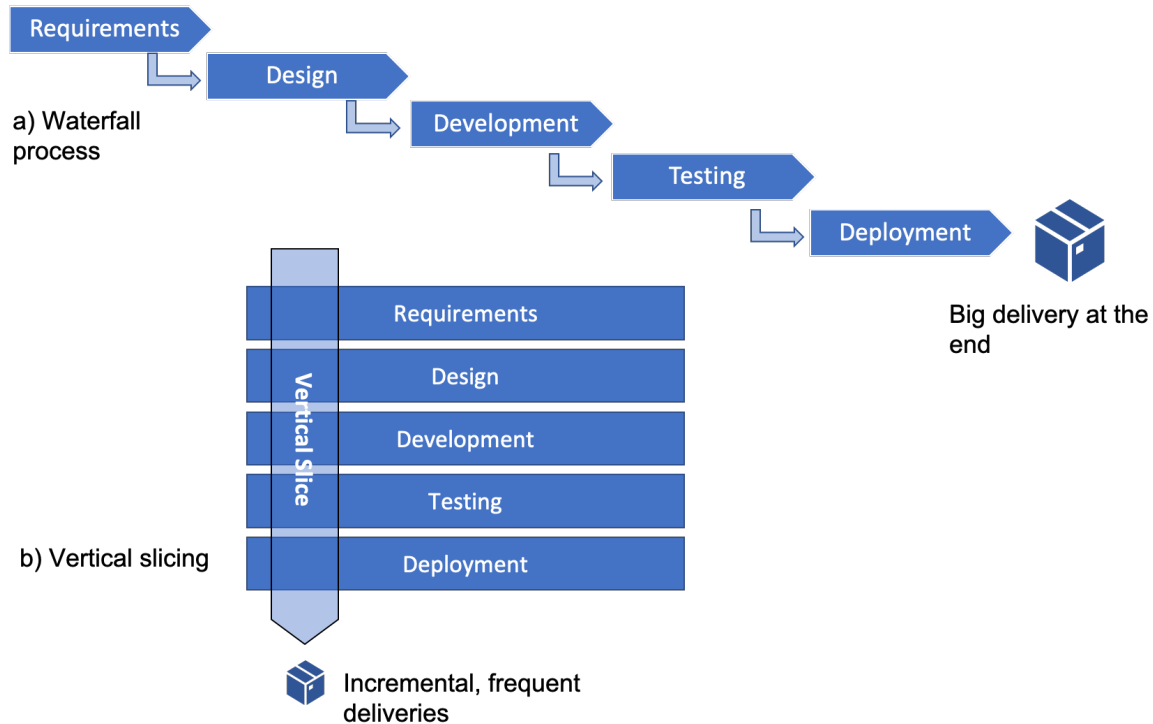 Requirements
Design
a) Waterfall
process
Development
Testing
Deployment
Big delivery at the
end
Requirements
Design
Development
Testing
Deployment
Vertical Slice
b) Vertical slicing
Incremental, frequent
deliveries